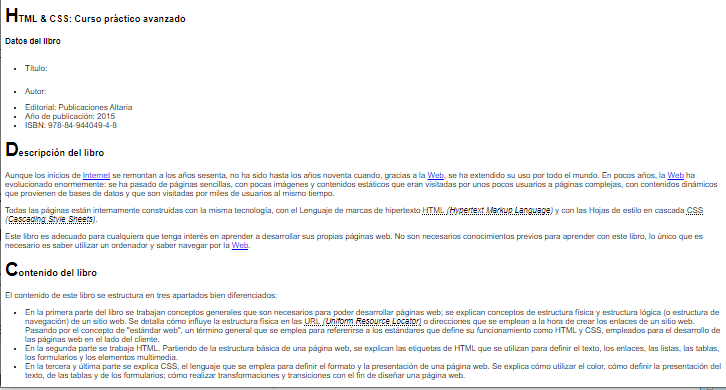 HTML & CSS: Curso práctico avanzado
Datos del libro
Título:
Autor:
Editorial: Publicaciones Altaria
Año de publicación: 2015
ISBN: 978-84-944049-4-8
Descripción del libro
Aunque los inicios de Internet se remontan a los años sesenta, no ha sido hasta los años noventa cuando, gracias a la Web, se ha extendido su uso por todo el mundo. En pocos años, la Web ha
evolucionado enormemente: se ha pasado de páginas sencillas, con pocas imágenes y contenidos estáticos que eran visitadas por unos pocos usuarios a páginas complejas, con contenidos dinámicos
que provienen de bases de datos y que son visitadas por miles de usuarios al mismo tiempo.
Todas las páginas están internamente construidas con la misma tecnología, con el Lenguaje de marcas de hipertexto HTML (Hypertext Markup Language) y con las Hojas de estilo en cascada CSS
(Cascading Style Sheets).
Este libro es adecuado para cualquiera que tenga interés en aprender a desarrollar sus propias páginas web. No son necesarios conocimientos previos para aprender con este libro, lo único que es
necesario es saber utilizar un ordenador y saber navegar por la Web.
Contenido del libro
El contenido de este libro se estructura en tres apartados bien diferenciados:
En la primera parte del libro se trabajan conceptos generales que son necesarios para poder desarrollar páginas web; se explican conceptos de estructura física y estructura lógica (o estructura de
navegación) de un sitio web. Se detalla cómo influye la estructura física en las URL (Uniform Resource Locator) o direcciones que se emplean a la hora de crear los enlaces de un sitio web.
Pasando por el concepto de "estándar web", un término general que se emplea para refererirse a los estándares que define su funcionamiento como HTML y CSS, empleados para el desarrollo de
las páginas web en el lado del cliente.
En la segunda parte se trabaja HTML. Partiendo de la estructura básica de una página web, se explican las etiquetas de HTML que se utilizan para definir el texto, los enlaces, las listas, las tablas,
los formularios y los elementos multimedia.
En la tercera y última parte se explica CSS, el lenguaje que se emplea para definir el formato y la presentación de una página web. Se explica cómo utilizar el color, cómo definir la presentación del
texto, de las tablas y de los formularios; cómo realizar transformaciones y transiciones con el fin de diseñar una página web.